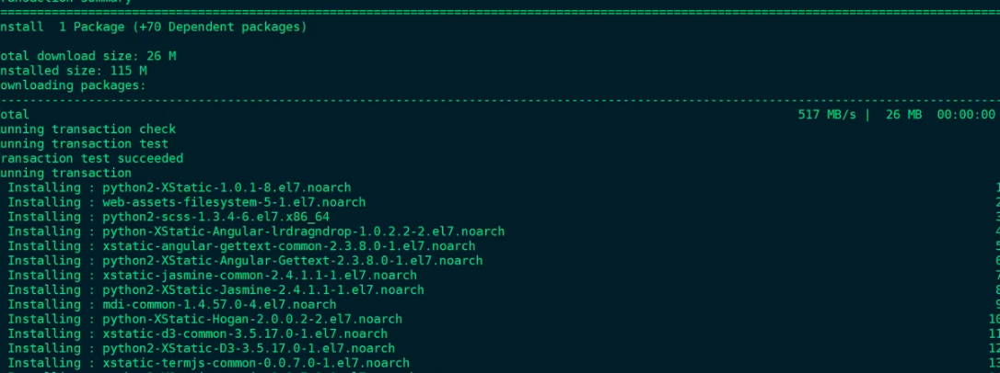 ransaction Summary
================================================================================
nstall  1 Package (+70 Dependent packages)
otal download size: 26 M
nstalled size: 115 M
ownloading packages:
--------------------------------------------------------------------------------
otal 517 MB/s |  26 MB  00:00:00
unning transaction check
unning transaction test
ransaction test succeeded
unning transaction
Installing : python2-XStatic-1.0.1-8.el7.noarch 1
Installing : web-assets-filesystem-5-1.el7.noarch 2
Installing : python2-scss-1.3.4-6.el7.x86_64 3
Installing : python-XStatic-Angular-lrdragndrop-1.0.2.2-2.el7.noarch 4
Installing : xstatic-angular-gettext-common-2.3.8.0-1.el7.noarch 5
Installing : python2-XStatic-Angular-Gettext-2.3.8.0-1.el7.noarch 6
Installing : xstatic-jasmine-common-2.4.1.1-1.el7.noarch 7
Installing : python2-XStatic-Jasmine-2.4.1.1-1.el7.noarch 8
Installing : mdi-common-1.4.57.0-4.el7.noarch 9
Installing : python-XStatic-Hogan-2.0.0.2-2.el7.noarch 10
Installing : xstatic-d3-common-3.5.17.0-1.el7.noarch 11
Installing : python2-XStatic-D3-3.5.17.0-1.el7.noarch 12
Installing : xstatic-termjs-common-0.0.7.0-1.el7.noarch 13